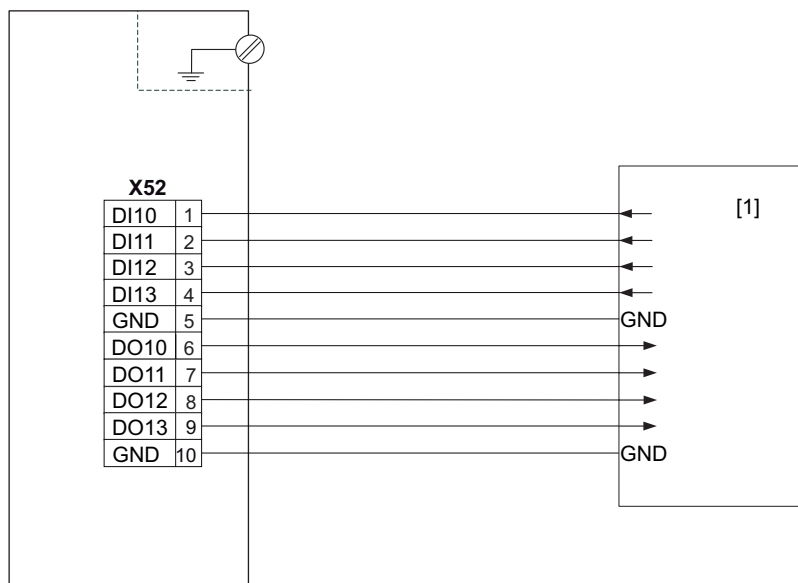 X52
[1]
DI10 1
DI11 2
DI12 3
DI13 4
GND 5 GND
DO10 6
DO11 7
DO12 8
DO13 9
GND 10 GND